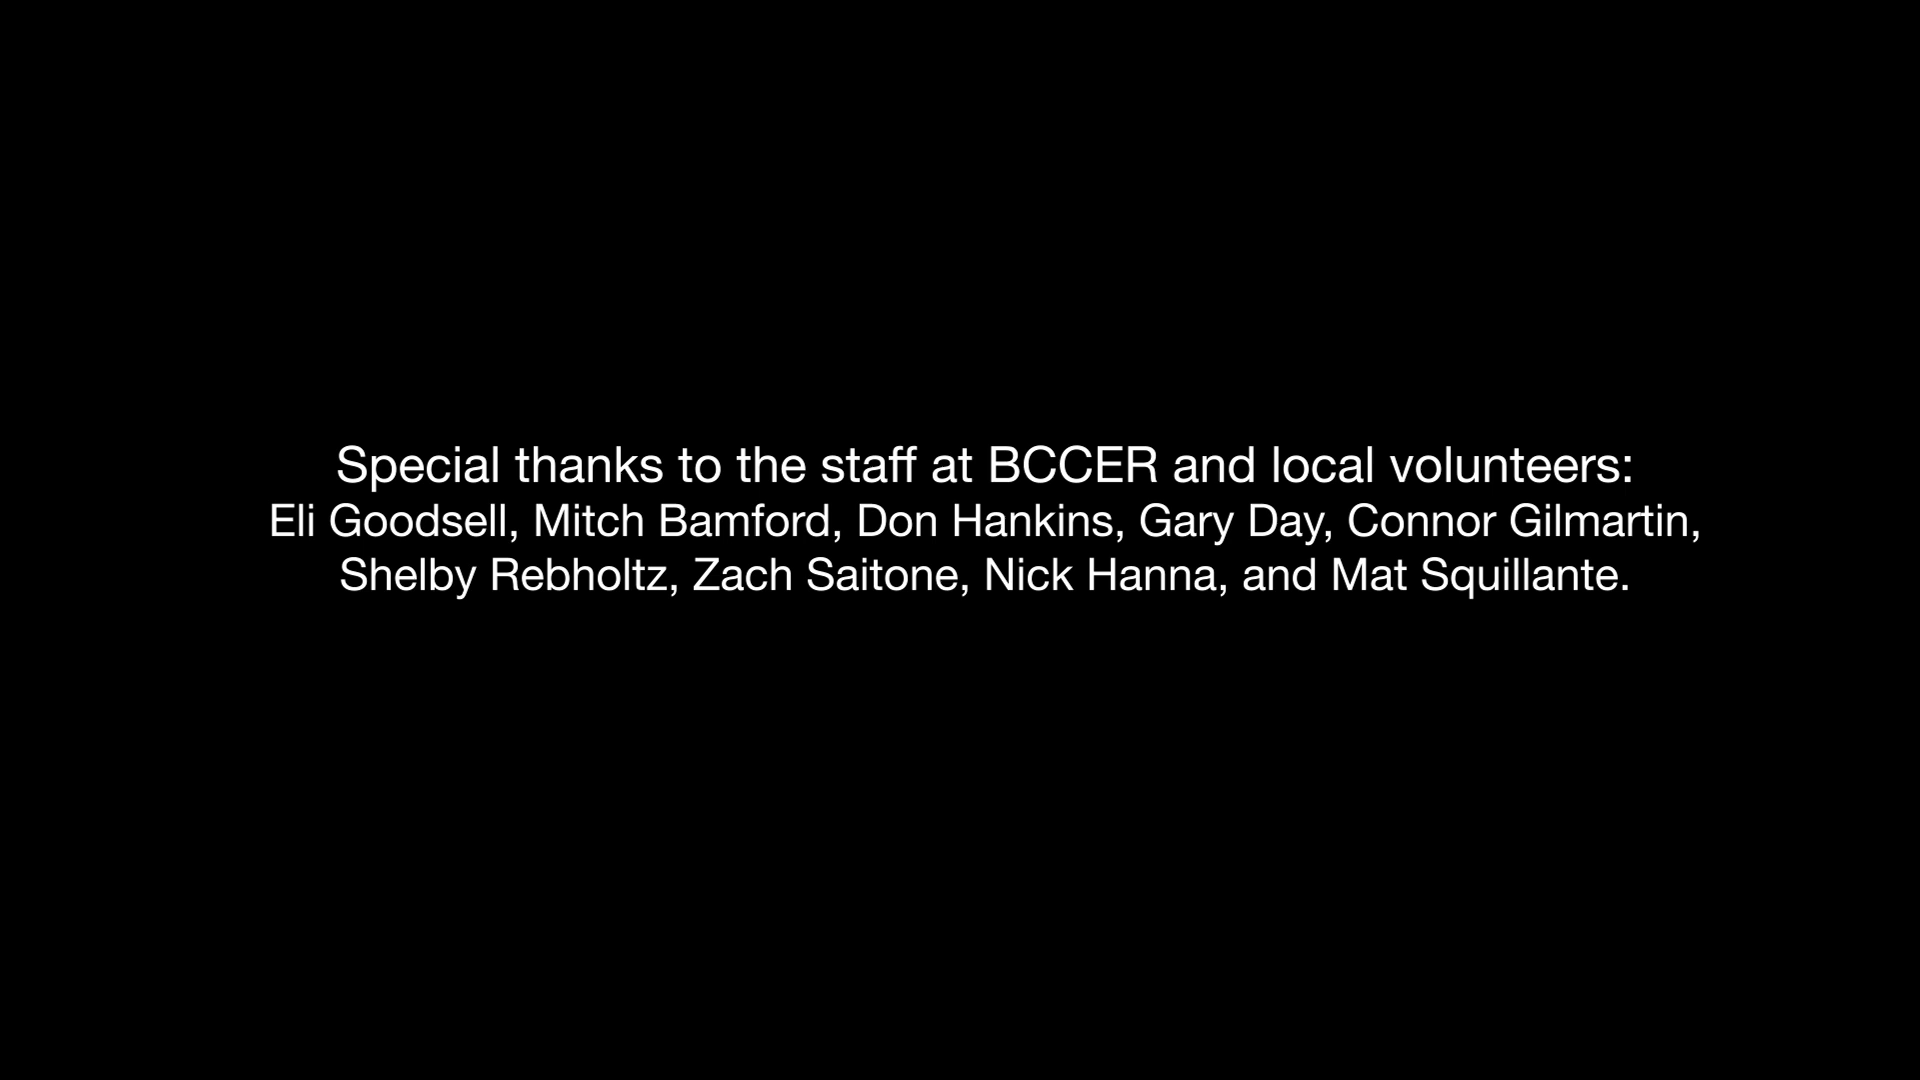 Special thanks to the staff at BCCER and local volunteers:
Eli Goodsell, Mitch Bamford, Don Hankins, Gary Day, Connor Gilmartin,
Shelby Rebholtz, Zach Saitone, Nick Hanna, and Mat Squillante.